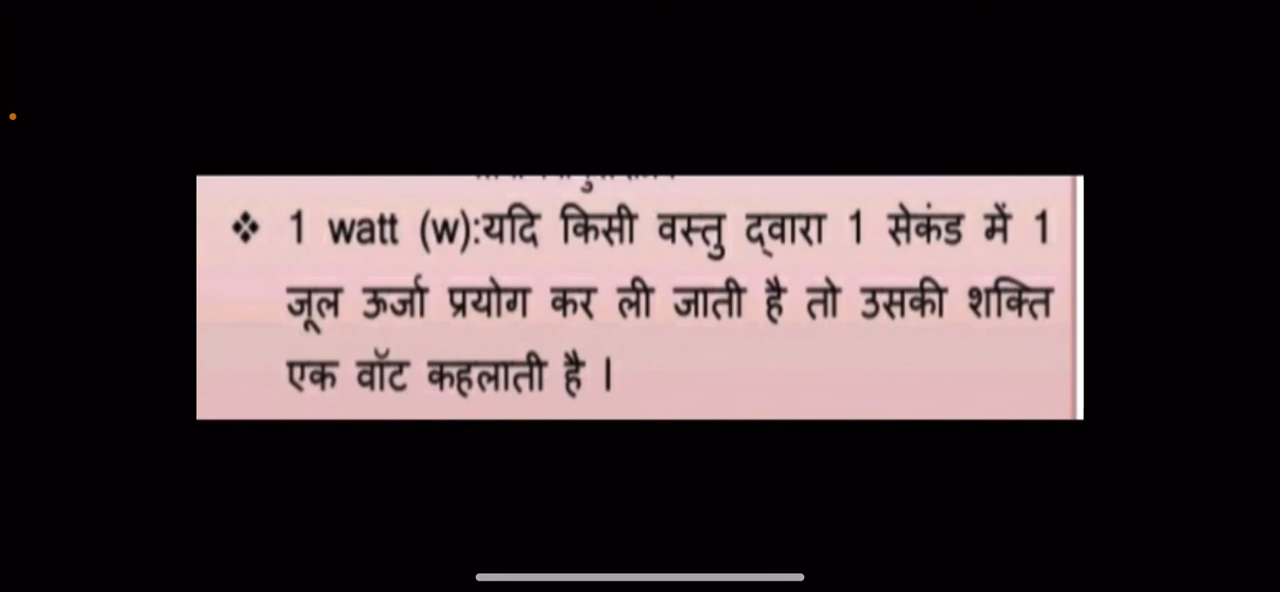 ❖ 1 watt (w):यदि किसी वस्तु द्वारा 1 सेकंड में 1
जूल ऊर्जा प्रयोग कर ली जाती है तो उसकी शक्ति
एक वॉट कहलाती है ।